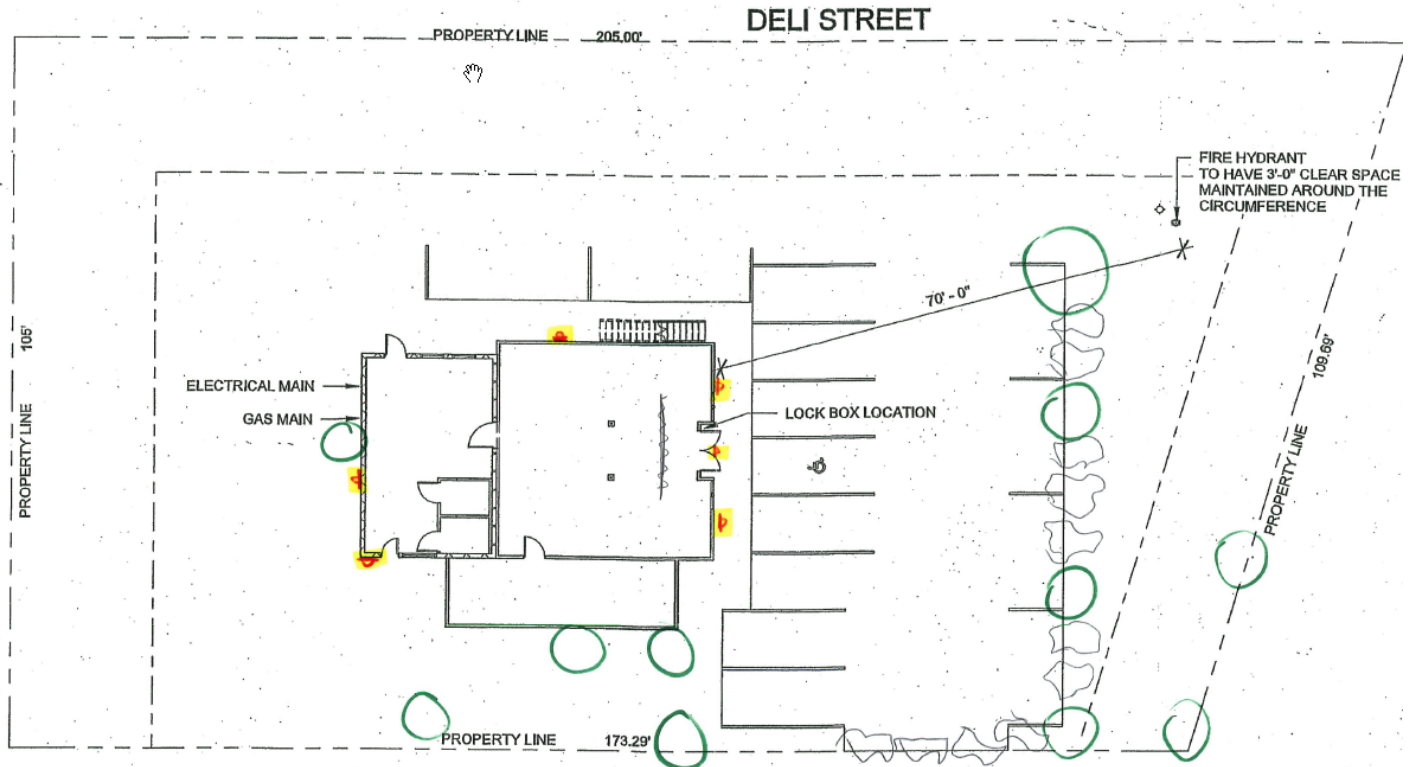 DELI STREET
PROPERTY LINE 205.00'
FIRE HYDRANT
TO HAVE 3'-0" CLEAR SPACE
MAINTAINED AROUND THE
CIRCUMFERENCE
70' - 0"
PROPERTY LINE 105'
ELECTRICAL MAIN
GAS MAIN
LOCK BOX LOCATION
PROPERTY LINE 109.69'
PROPERTY LINE 173.29'